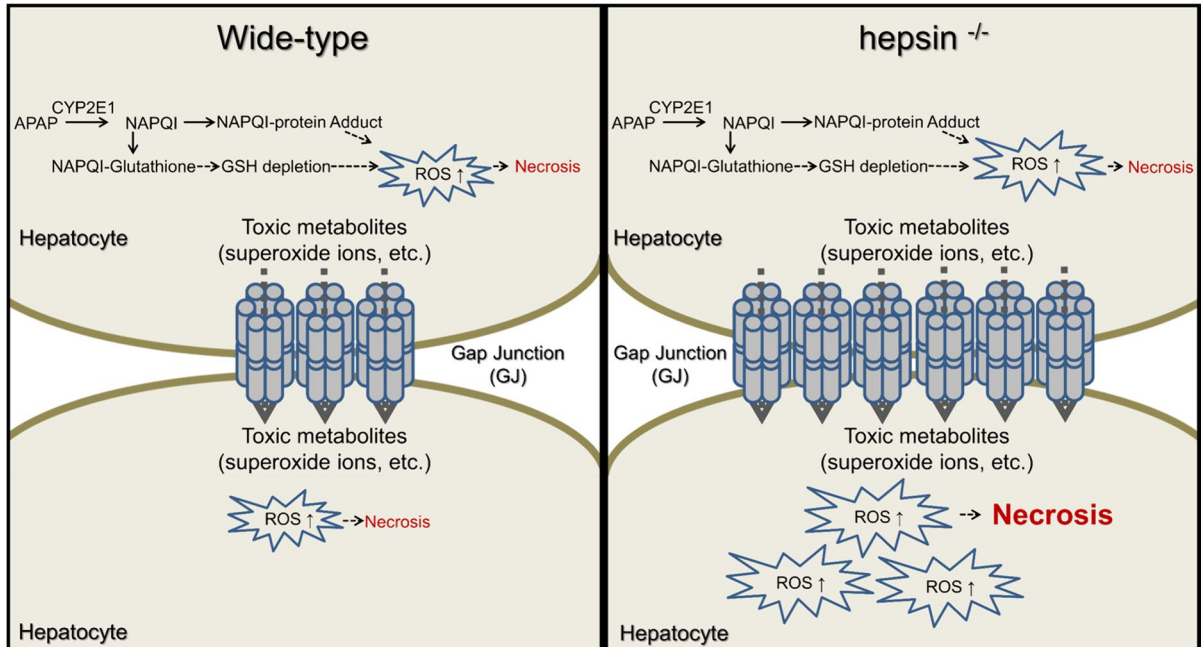 Wide-type
CYP2E1
APAP NAPQI NAPQI-protein Adduct
NAPQI-Glutathione GSH depletion ROS ↑ Necrosis
Toxic metabolites
Hepatocyte (superoxide ions, etc.)
Gap Junction
(GJ)
Toxic metabolites
(superoxide ions, etc.)
ROS ↑ Necrosis
Hepatocyte
hepsin -/-
CYP2E1
APAP NAPQI NAPQI-protein Adduct
NAPQI-Glutathione GSH depletion ROS ↑ Necrosis
Toxic metabolites
Hepatocyte (superoxide ions, etc.)
Gap Junction
(GJ)
Toxic metabolites
(superoxide ions, etc.)
ROS ↑ Necrosis
ROS ↑ ROS ↑
Hepatocyte